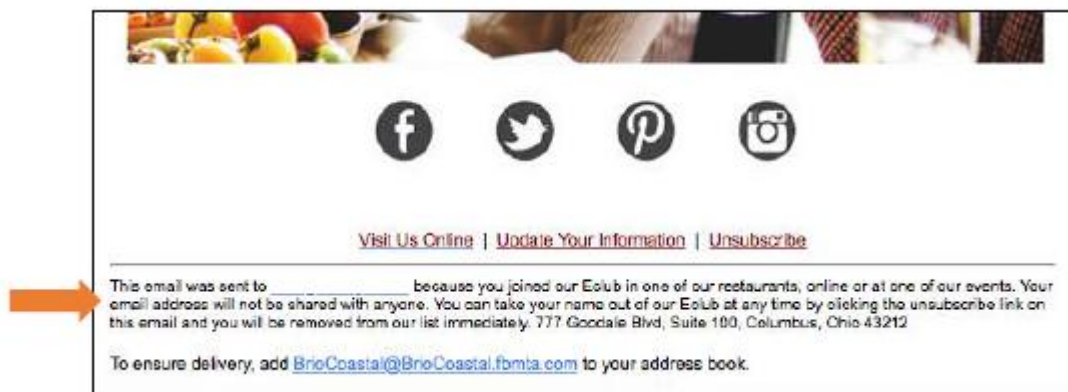 Visit Us Online | Update Your Information | Unsubscribe
This email was sent to because you joined our Eclub in one of our restaurants, online or at one of our events. Your
email address will not be shared with anyone. You can take your name out of our Eclub at any time by clicking the unsubscribe link on
this email and you will be removed from our list immediately. 777 Goodale Blvd, Suite 100, Columbus, Ohio 43212
To ensure delivery, add BrioCoastal@BrioCoastal.fbmta.com to your address book.